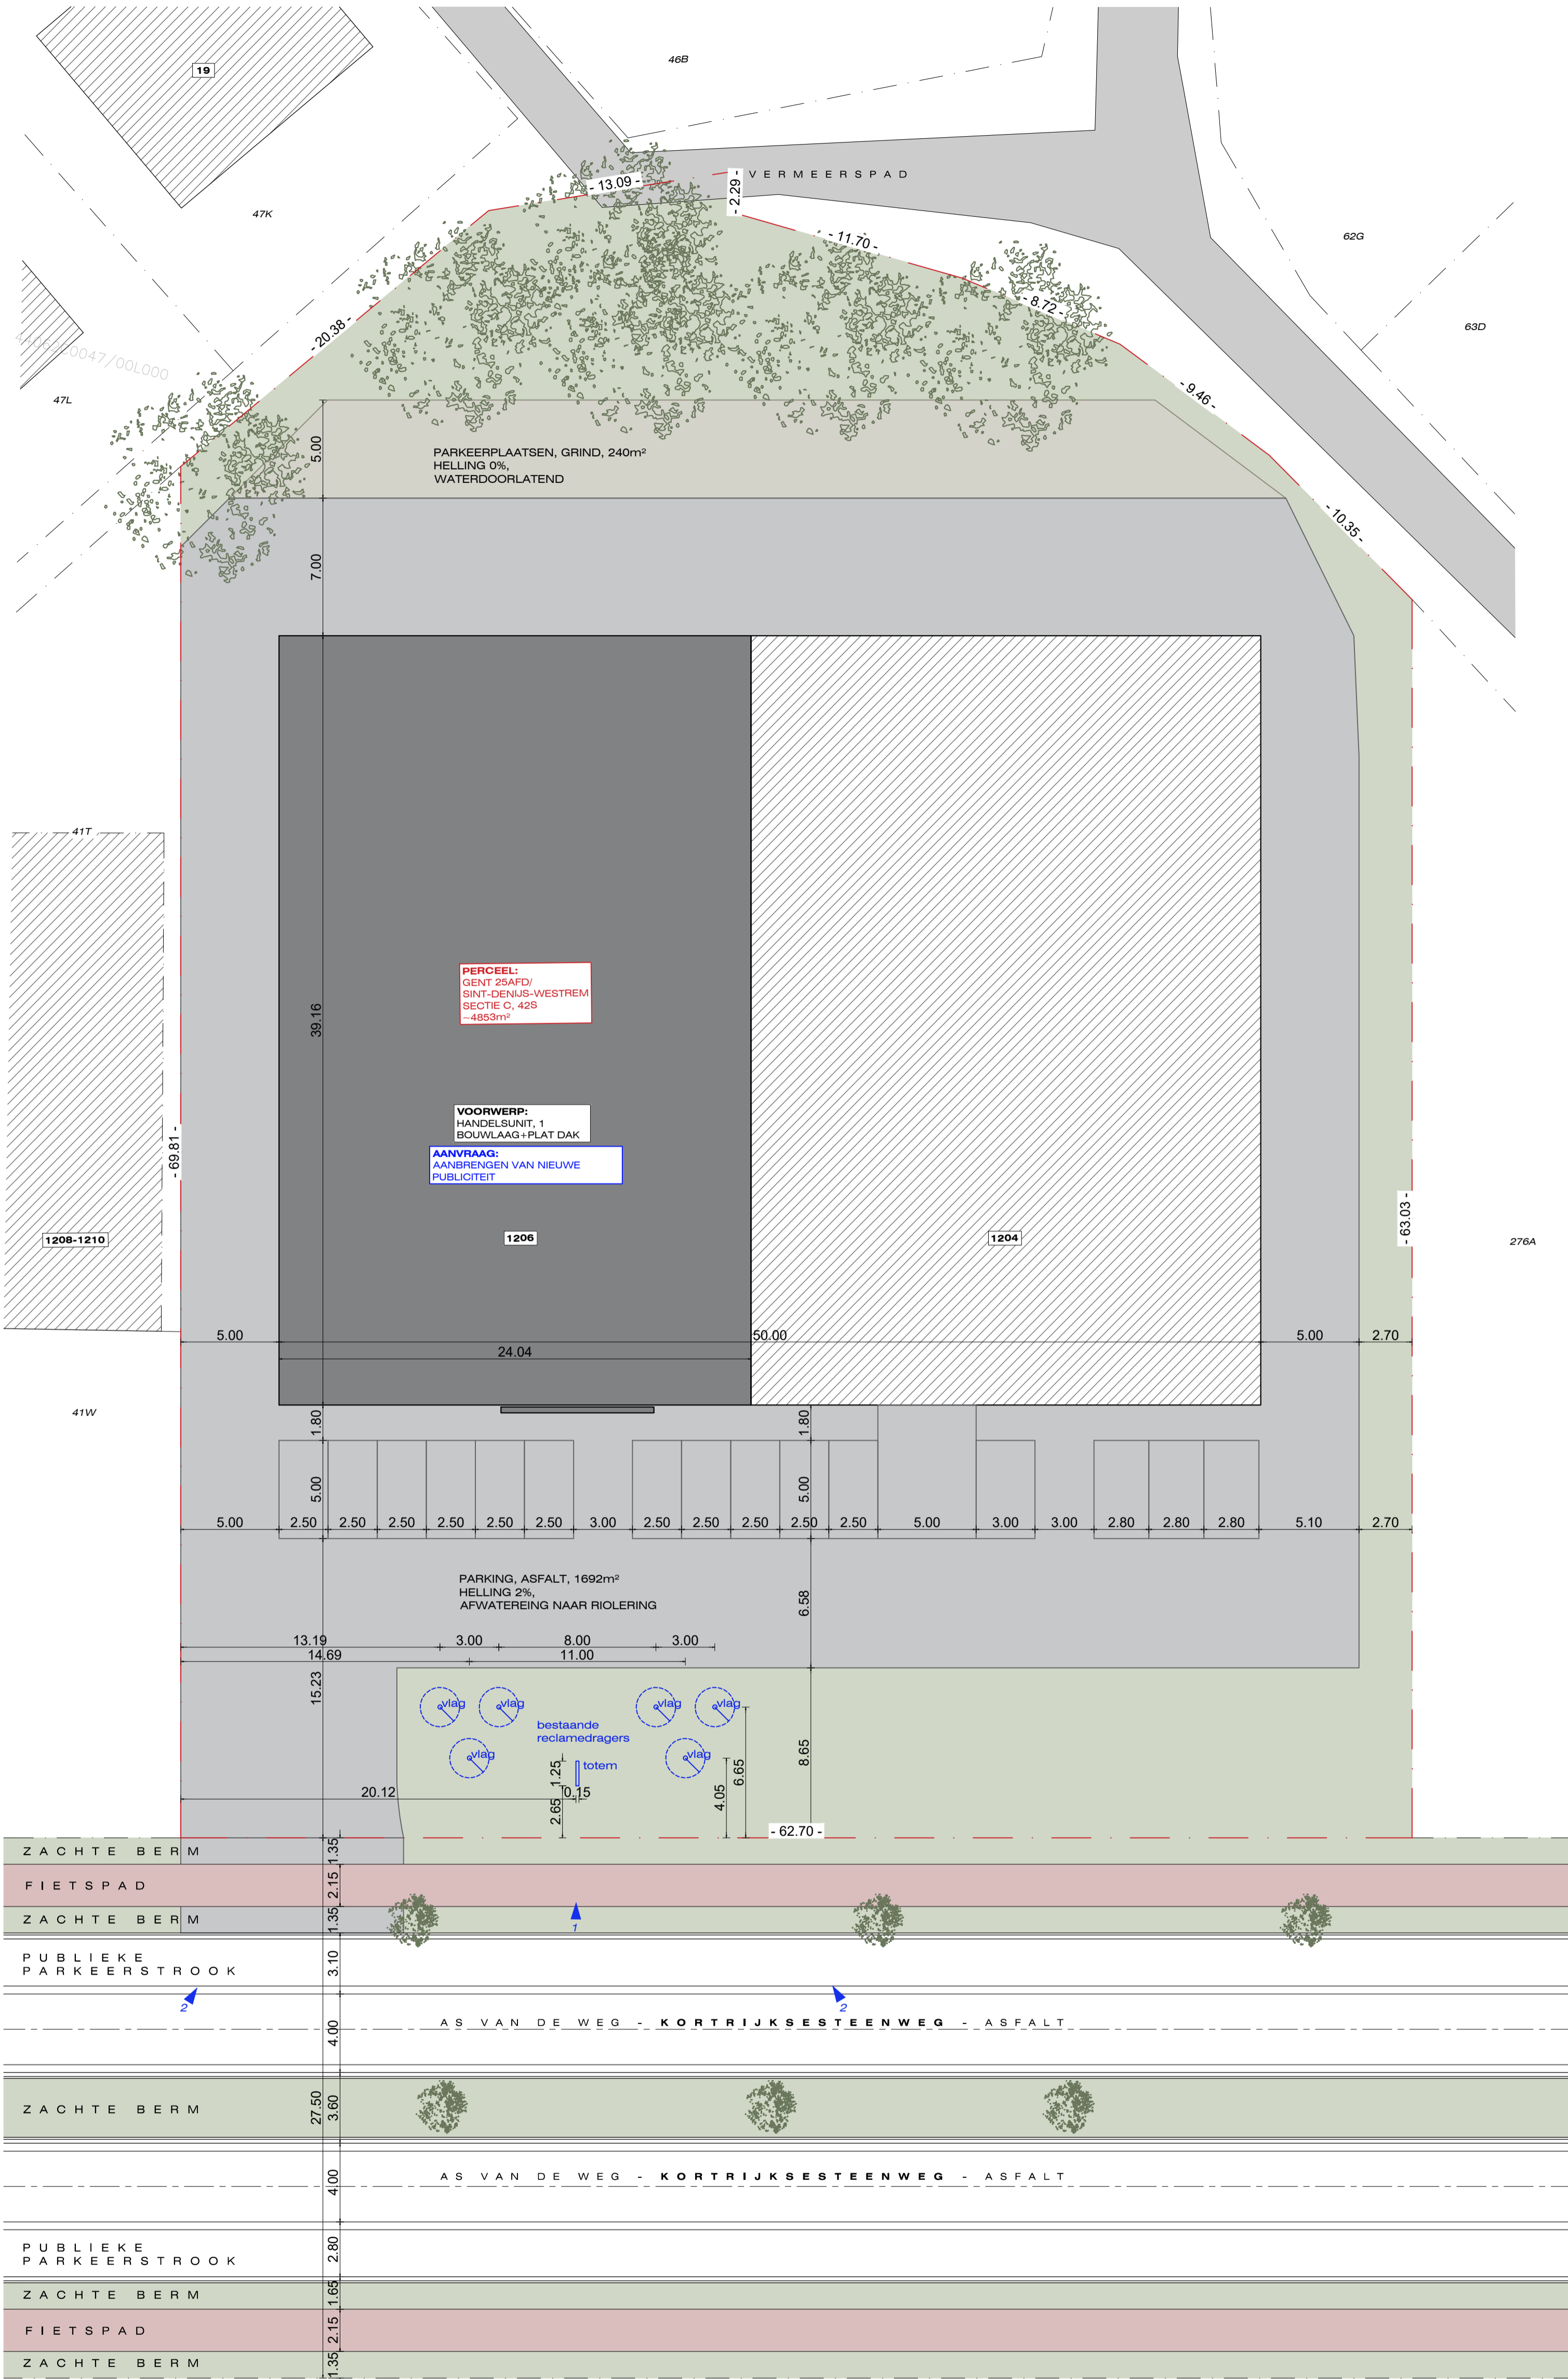 19
46B
47K
- 13.09 -
- 2.29 -
VERMEERSPAD
- 11.70 -
62G
- 8.72 -
63D
- 20.38 -
47L
- 9.46 -
5.00
PARKEERPLAATSEN, GRIND, 240m²
HELLING 0%,
WATERDOORLATEND
- 10.35 -
7.00
41T
PERCEEL:
GENT 25AFD/
SINT-DENIJS-WESTREM
SECTIE C, 42S
~4853m²
39.16
VOORWERP:
HANDELSUNIT, 1
BOUWLAAG+PLAT DAK
AANVRAAG:
AANBRENGEN VAN NIEUWE
PUBLICITEIT
- 69.81 -
- 63.03 -
1208-1210
1206
1204
276A
5.00
50.00
5.00
2.70
24.04
41W
1.80
1.80
5.00
5.00
5.00
2.50
2.50
2.50
2.50
2.50
2.50
3.00
2.50
2.50
2.50
2.50
2.50
5.00
3.00
3.00
2.80
2.80
2.80
5.10
2.70
PARKING, ASFALT, 1692m²
HELLING 2%,
AFWATEREING NAAR RIOLERING
6.58
13.19
3.00
8.00
3.00
14.69
11.00
15.23
vlag
vlag
vlag
vlag
bestaande
reclamedragers
vlag
vlag
totem
1.25
6.65
8.65
4.05
20.12
0.15
2.65
- 62.70 -
ZACHTE BERM
1.35
FIETSPAD
2.15
ZACHTE BERM
1.35
1
PUBLIEKE
PARKEERSTROOK
3.10
2
2
AS VAN DE WEG - KORTRIJKSESTEENWEG - ASFALT
4.00
ZACHTE BERM
27.50
3.60
AS VAN DE WEG - KORTRIJKSESTEENWEG - ASFALT
4.00
PUBLIEKE
PARKEERSTROOK
2.80
ZACHTE BERM
1.65
FIETSPAD
2.15
ZACHTE BERM
1.35